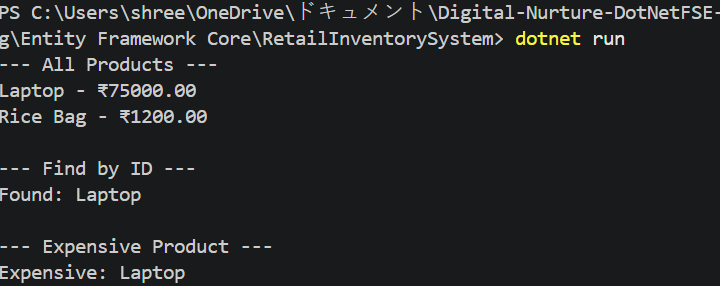 PS C:\Users\shree\OneDrive\ドキュメント\Digital-Nurture-DotNetFSE-
g\Entity Framework Core\RetailInventorySystem> dotnet run
--- All Products ---
Laptop - ₹75000.00
Rice Bag - ₹1200.00
--- Find by ID ---
Found: Laptop
--- Expensive Product ---
Expensive: Laptop